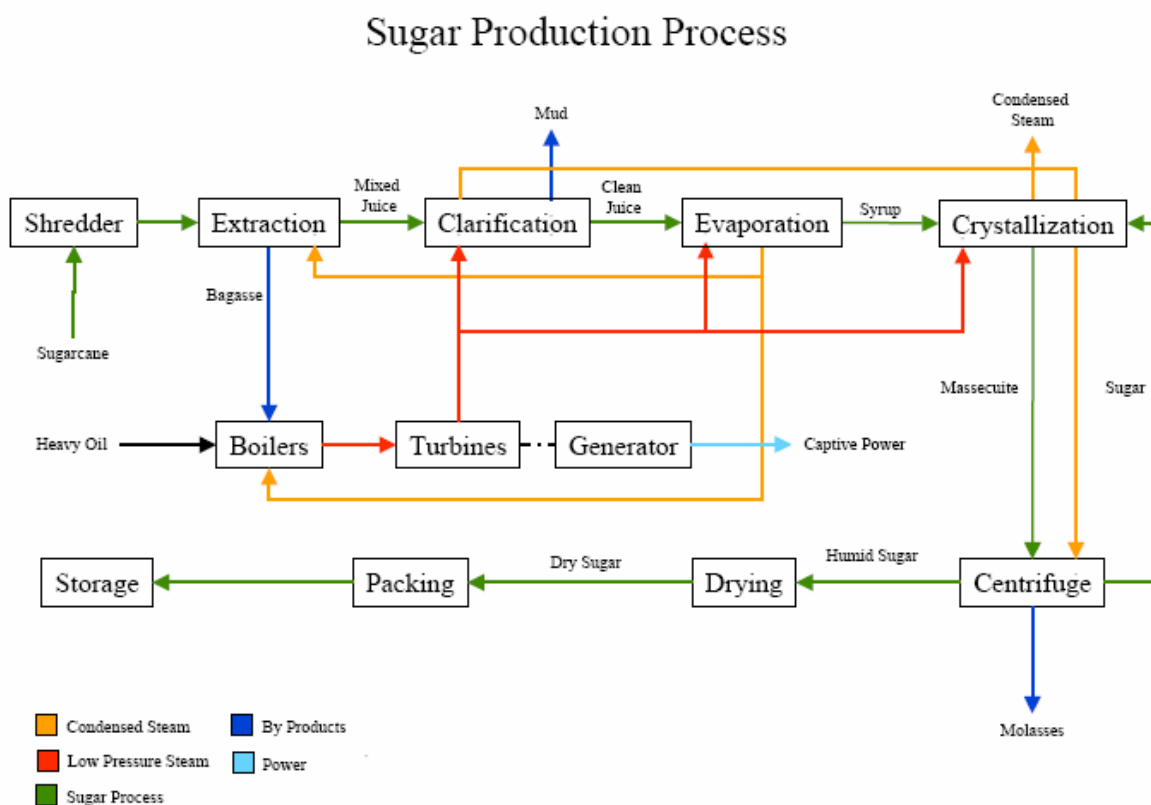 Sugar Production Process
Mud
Condensed
Steam
Mixed
Juice
Clean
Juice
Syrup
Shredder
Extraction
Clarification
Evaporation
Crystallization
Bagasse
Sugarcane
Massecuite
Sugar
Heavy Oil
Boilers
Turbines
Generator
Captive Power
Storage
Packing
Dry Sugar
Drying
Humid Sugar
Centrifuge
Molasses
Condensed Steam
By Products
Low Pressure Steam
Power
Sugar Process